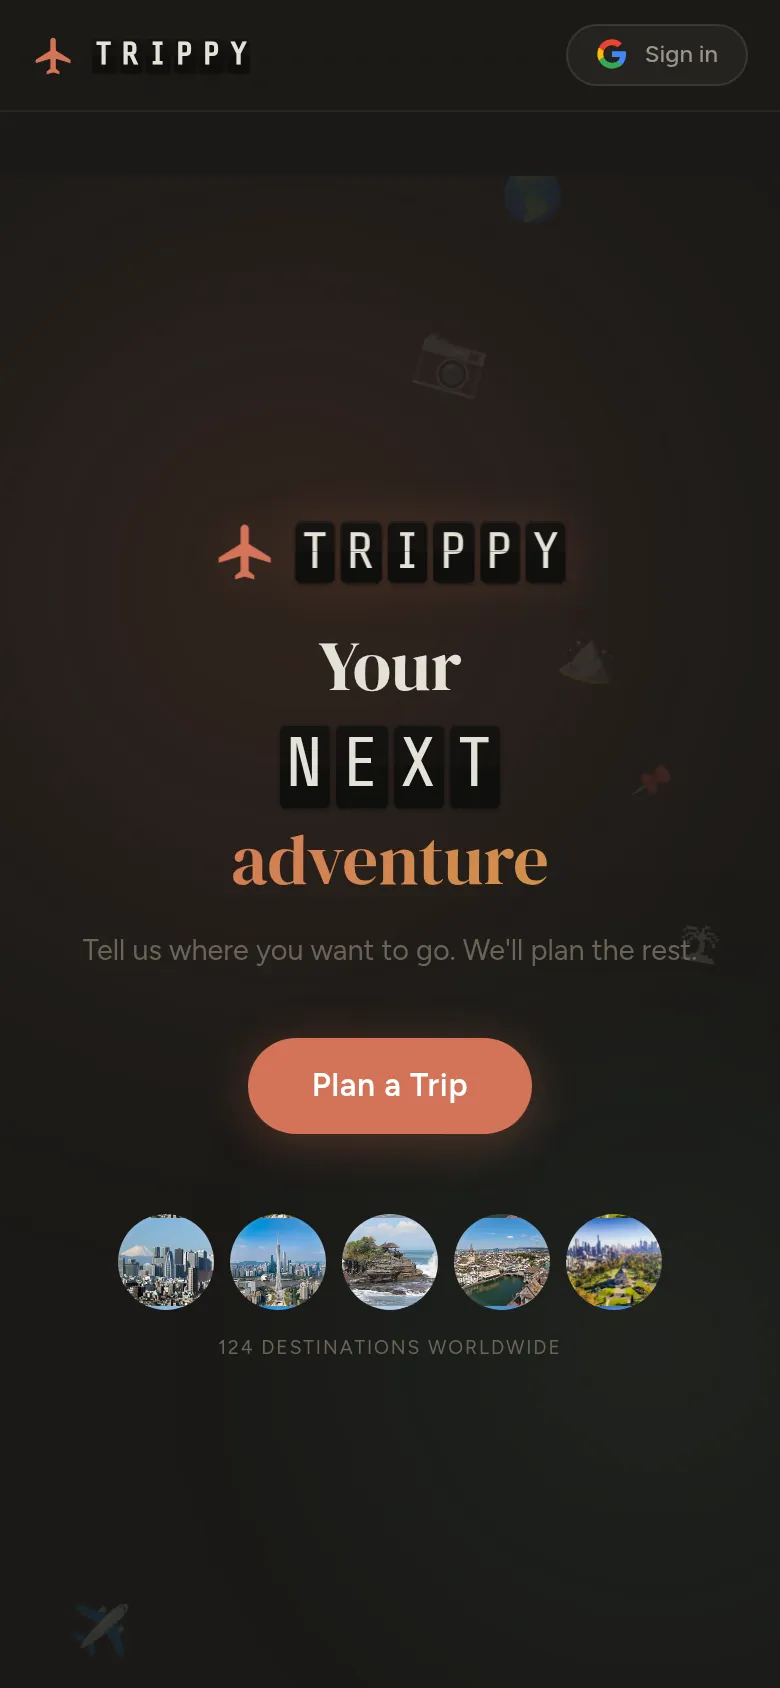 TRIPPY
Sign in
TRIPPY
Your
NEXT
adventure
Tell us where you want to go. We'll plan the rest.
Plan a Trip
124 DESTINATIONS WORLDWIDE